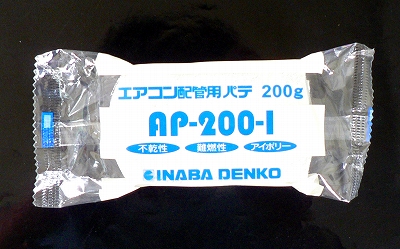 エアコン配管用パテ 200g
AP-200-I
不乾性 難燃性 アイボリー
INABA DENKO